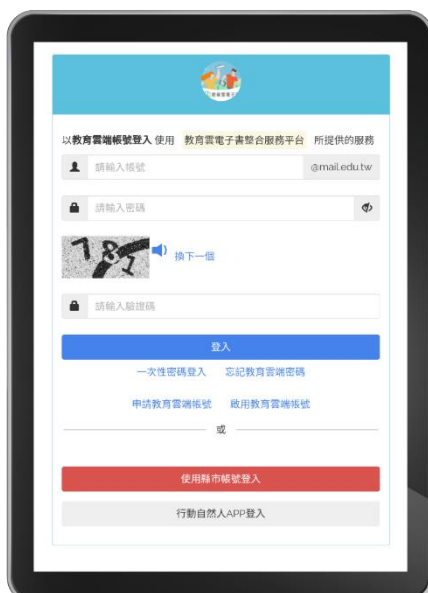 以教育雲端帳號登入 使用 教育雲電子書整合服務平台 所提供的服務
請輸入帳號 @mail.edu.tw
請輸入密碼
781
換下一個
請輸入驗證碼
登入
一次性密碼登入 忘記教育雲端密碼
申請教育雲端帳號 啟用教育雲端帳號
或
使用縣市帳號登入
行動自然人APP登入